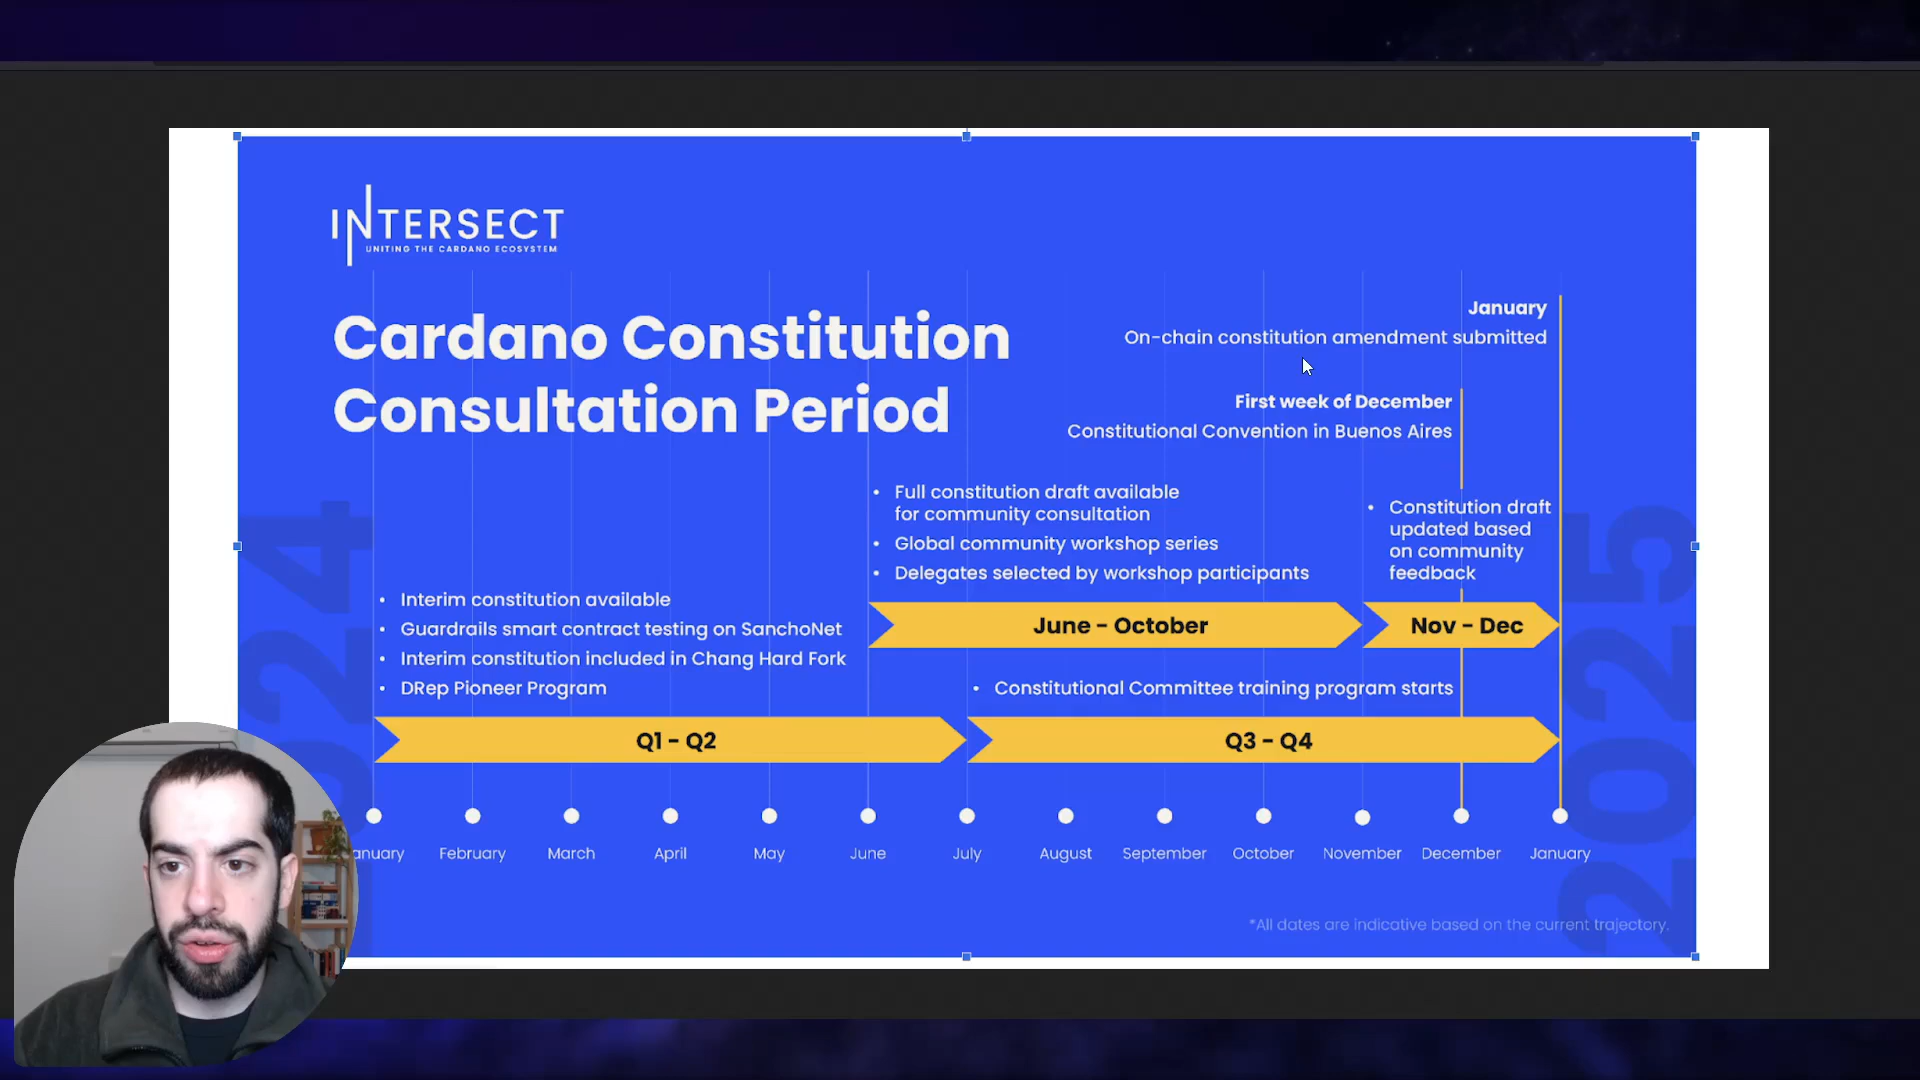 INTERSECT
UNITING THE CARDANO ECOSYSTEM
Cardano Constitution
Consultation Period
January
On-chain constitution amendment submitted
First week of December
Constitutional Convention in Buenos Aires
• Full constitution draft available
for community consultation
• Global community workshop series
• Delegates selected by workshop participants
• Constitution draft
updated based
on community
feedback
• Interim constitution available
• Guardrails smart contract testing on SanchoNet
• Interim constitution included in Chang Hard Fork
• DRep Pioneer Program
June - October
Nov - Dec
• Constitutional Committee training program starts
Q1 - Q2
Q3 - Q4
anuary
February
March
April
May
June
July
August
September
October
November
December
January
2024
2025
*All dates are indicative based on the current trajectory.